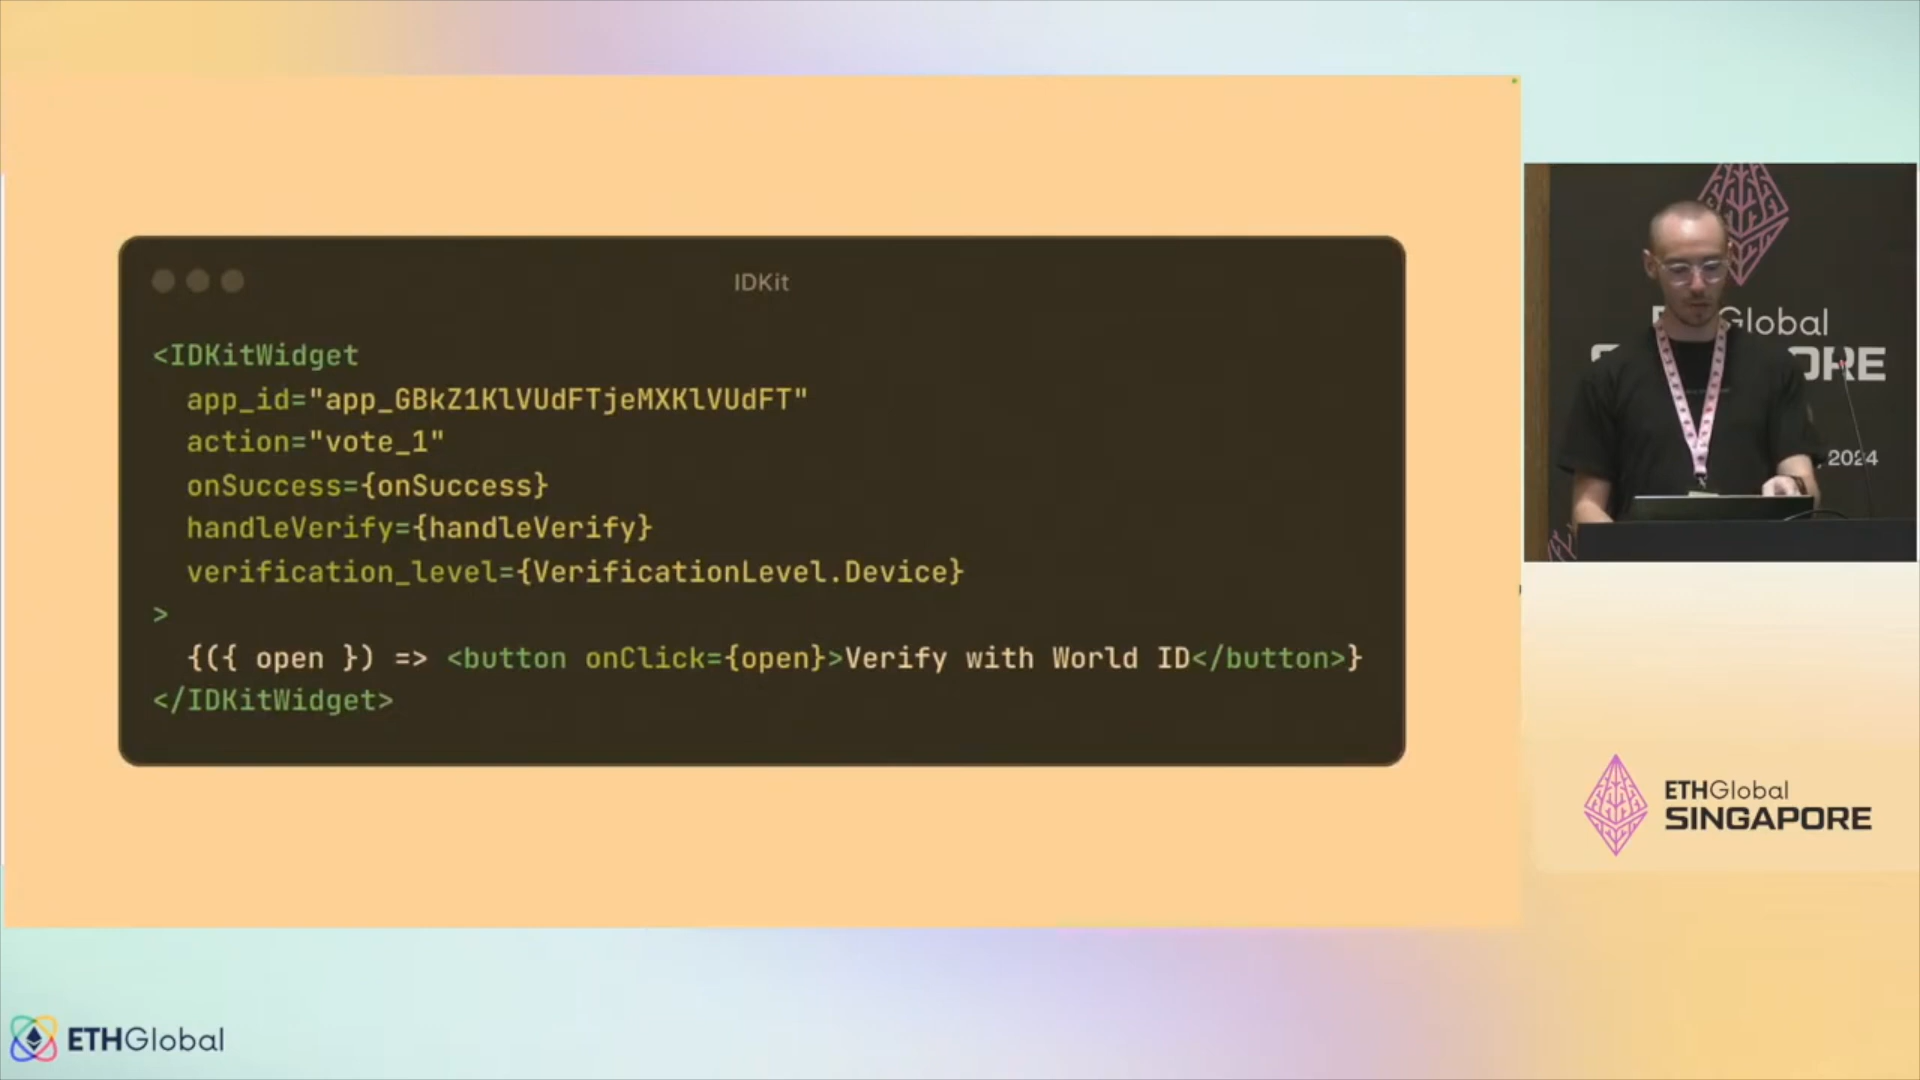 IDKit
<IDKitWidget
app_id="app_GBkZ1KlVUdFTjeMXKlVUdFT"
action="vote_1"
onSuccess={onSuccess}
handleVerify={handleVerify}
verification_level={VerificationLevel.Device}
>
{({ open }) => <button onClick={open}>Verify with World ID</button>}
</IDKitWidget>
Global
2024
ETHGlobal
SINGAPORE
ETHGlobal